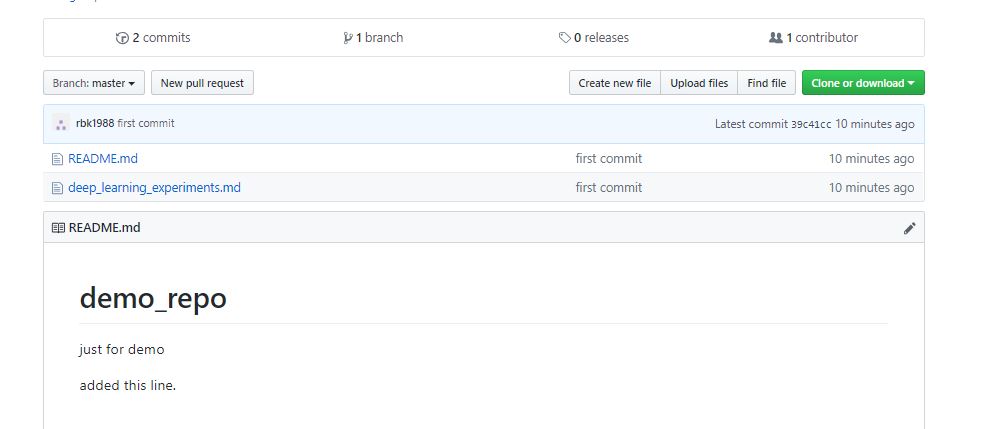 2 commits 1 branch 0 releases 1 contributor
Branch: master New pull request Create new file Upload files Find file Clone or download
rbk1988 first commit Latest commit 39c41cc 10 minutes ago
README.md first commit 10 minutes ago
deep_learning_experiments.md first commit 10 minutes ago
README.md
demo_repo
just for demo
added this line.